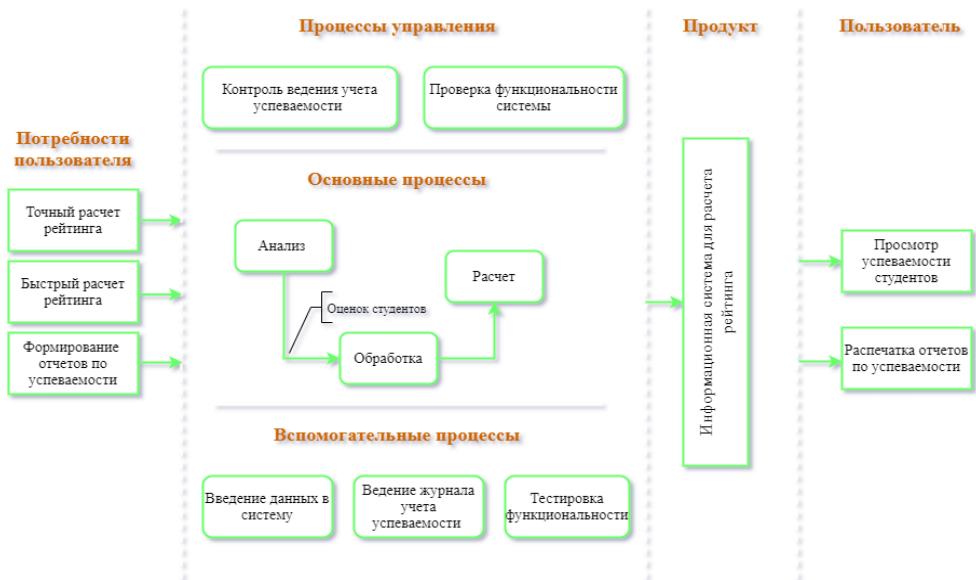 Потребности
пользователя
Точный расчет
рейтинга
Быстрый расчет
рейтинга
Формирование
отчетов по
успеваемости
Процессы управления
Контроль ведения учета
успеваемости
Проверка функциональности
системы
Основные процессы
Анализ
Оценок студентов
Обработка
Расчет
Вспомогательные процессы
Введение данных в
систему
Ведение журнала
учета
успеваемости
Тестировка
функциональности
Продукт
Информационная система для расчета
рейтинга
Пользователь
Просмотр
успеваемости
студентов
Распечатка отчетов
по успеваемости